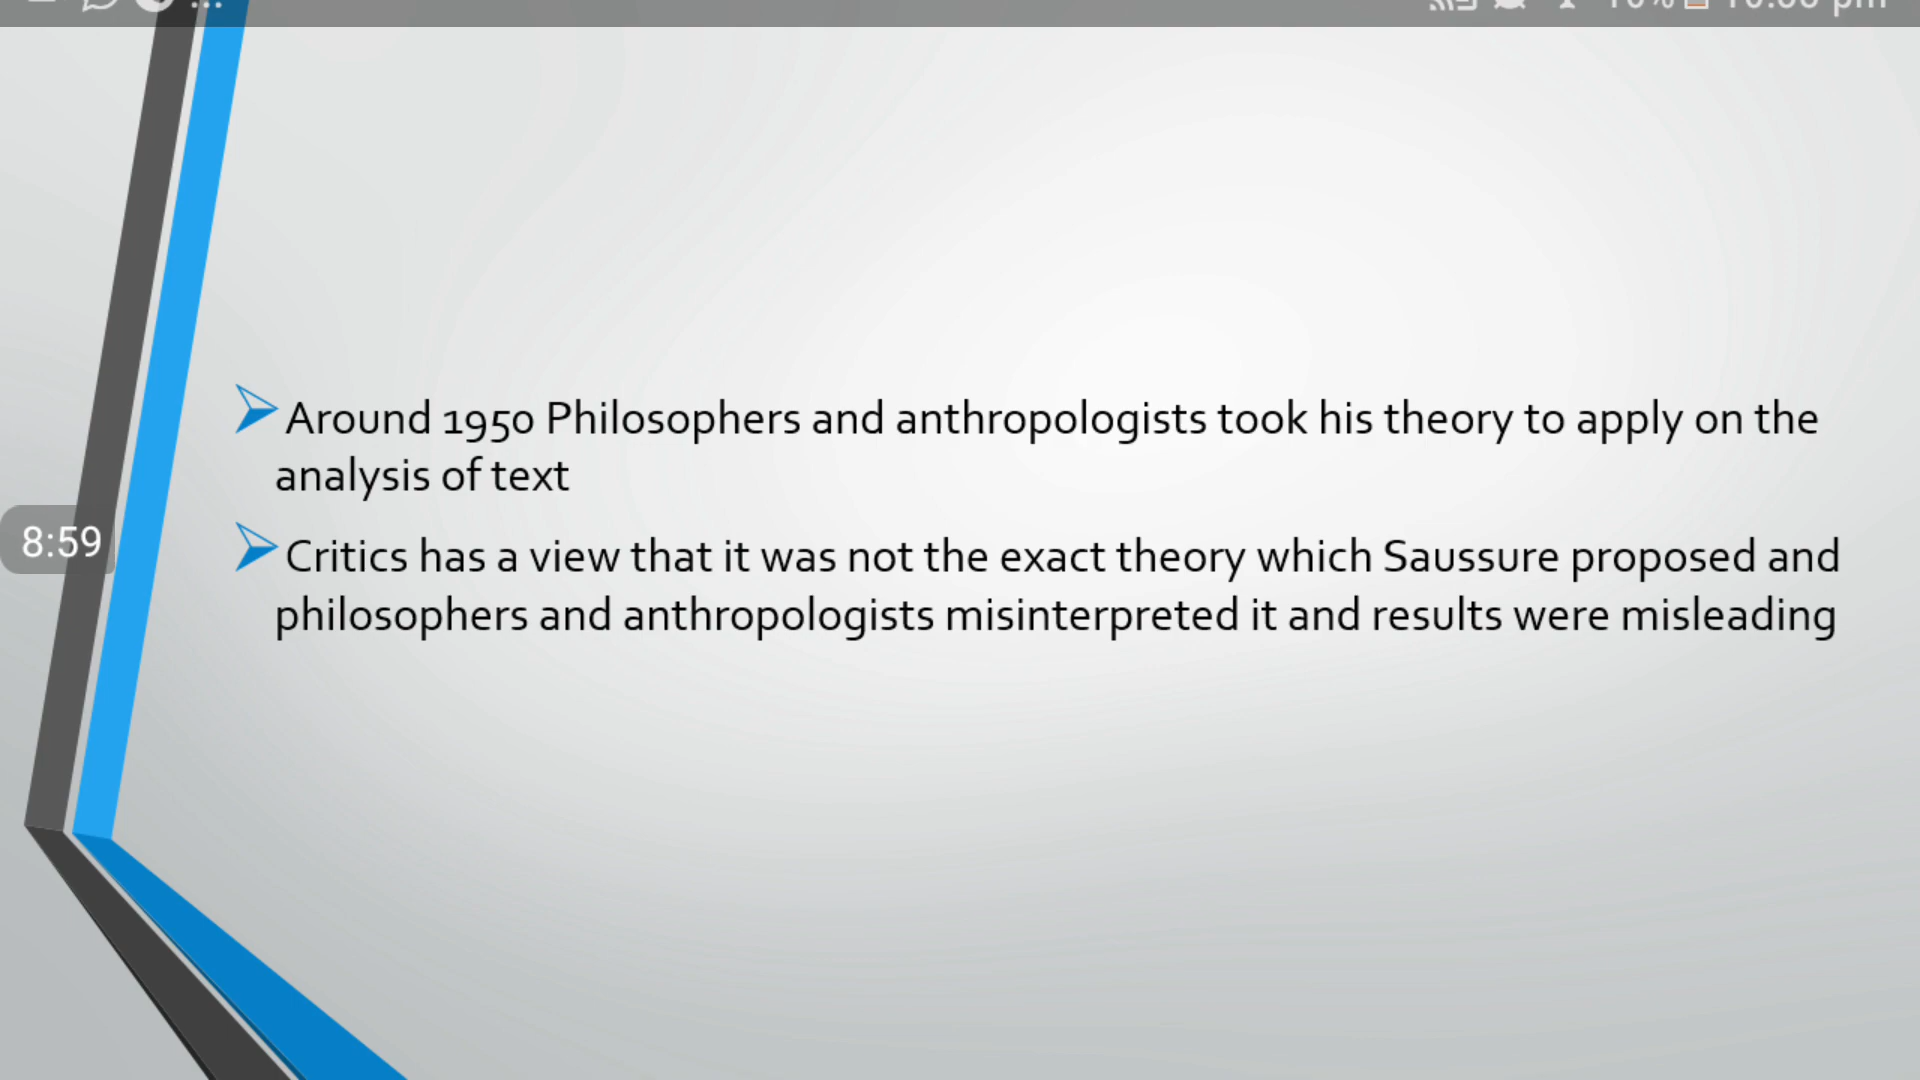 Around 1950 Philosophers and anthropologists took his theory to apply on the
analysis of text
8:59
Critics has a view that it was not the exact theory which Saussure proposed and
philosophers and anthropologists misinterpreted it and results were misleading